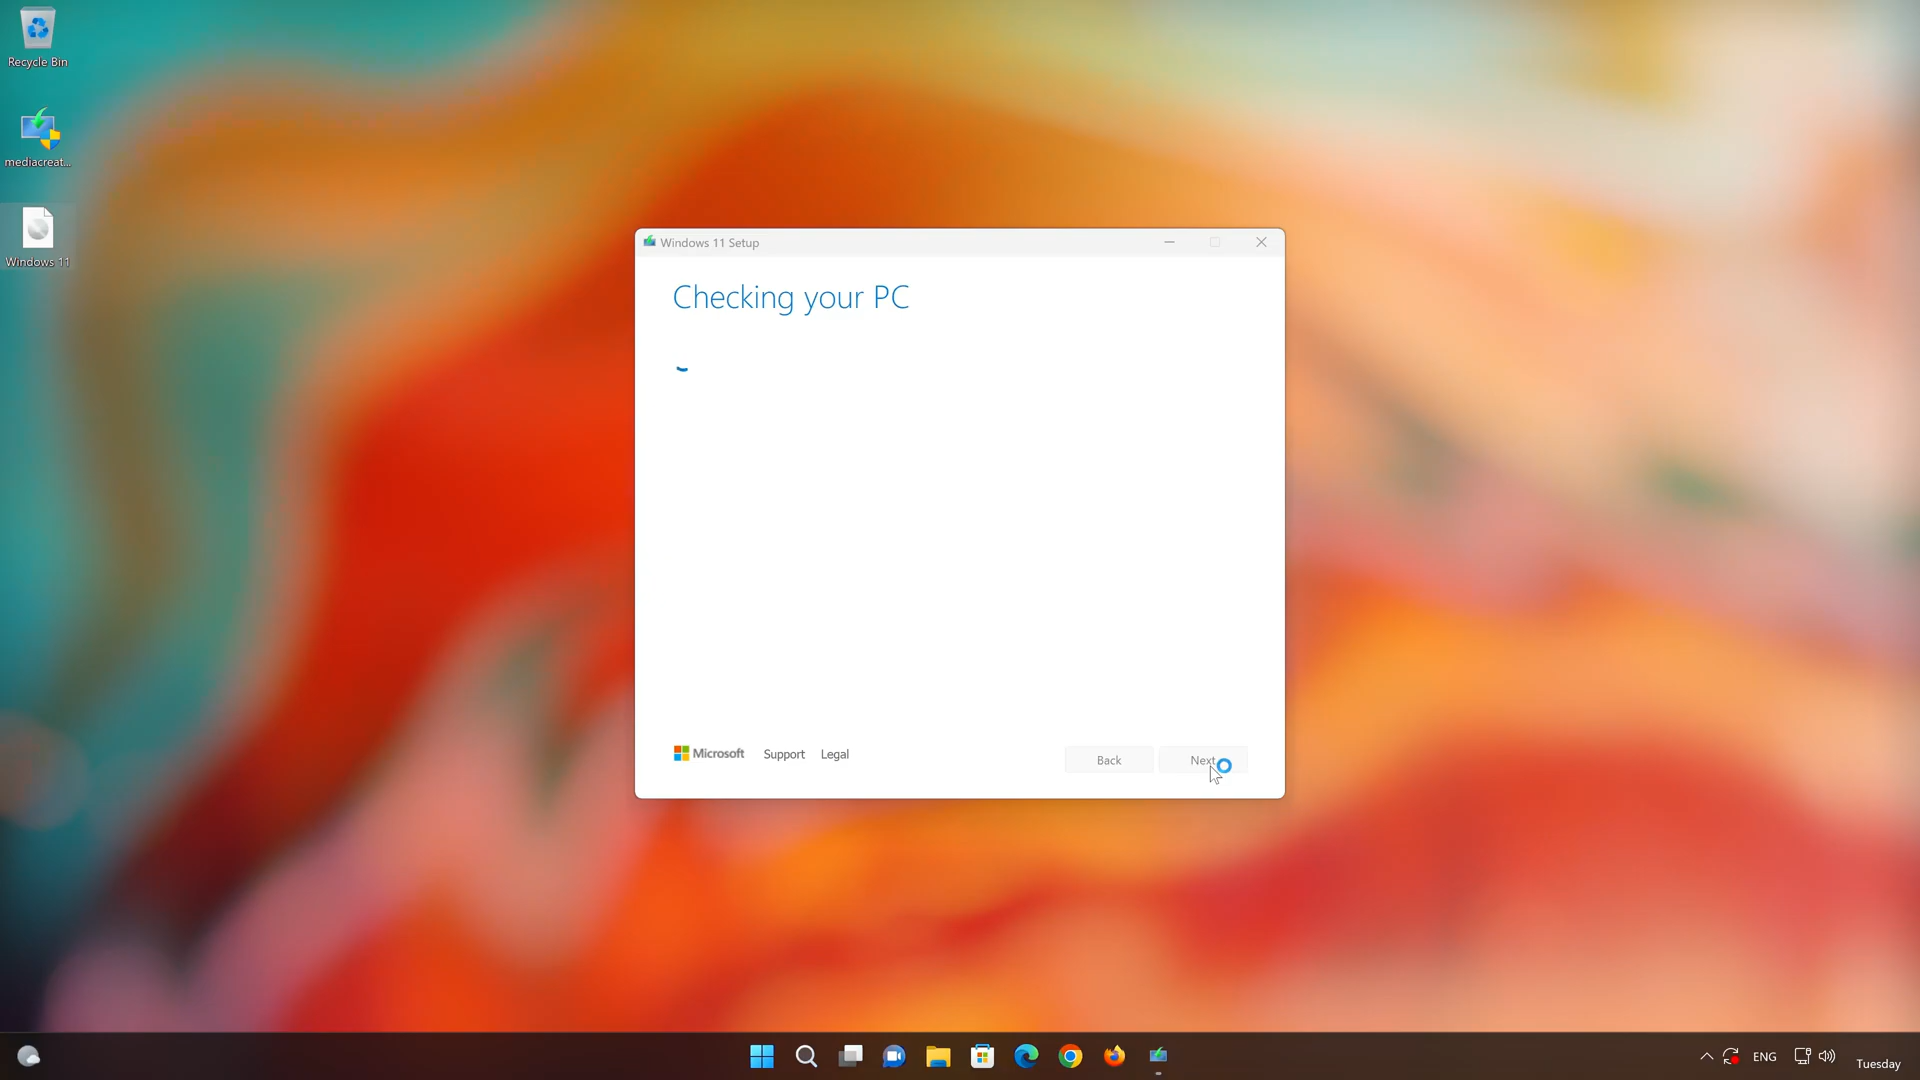 Recycle Bin
mediacreat...
Windows 11
Windows 11 Setup
Checking your PC
Microsoft
Support
Legal
Back
Next
ENG
Tuesday